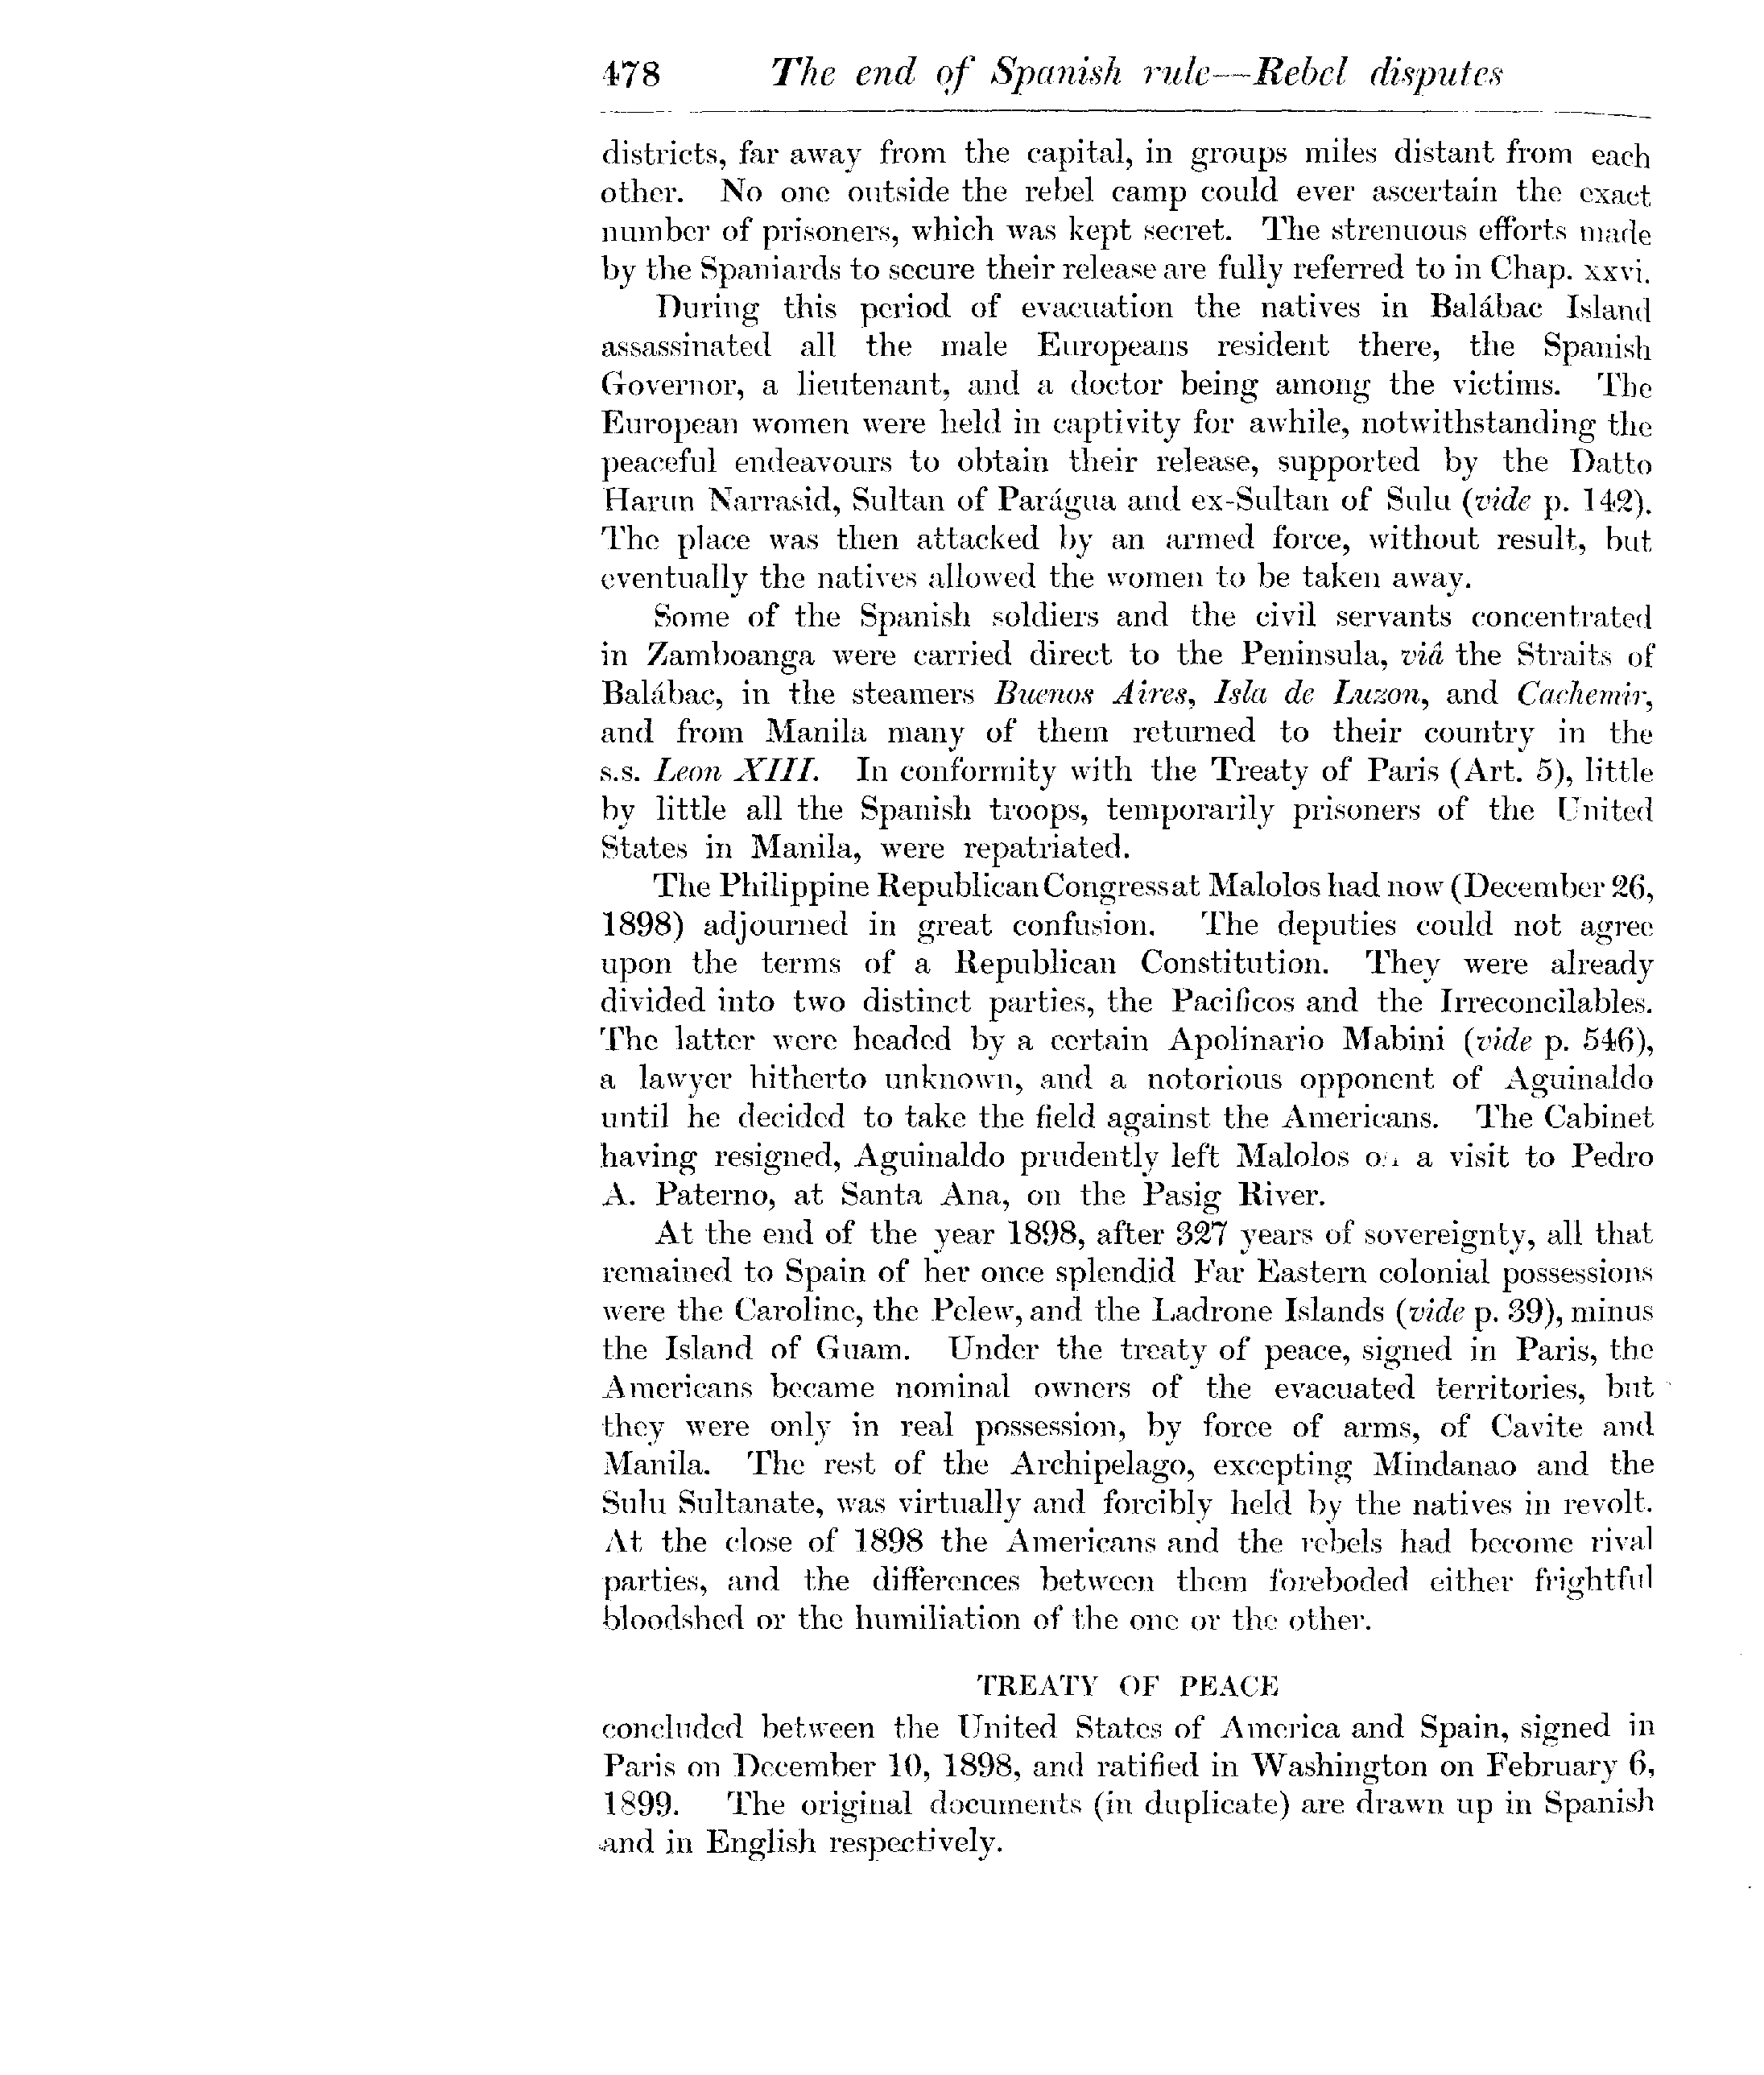 478 The end of Spanish rule—Rebel disputes
districts, far away from the capital, in groups miles distant from each
other. No one outside the rebel camp could ever ascertain the exact
number of prisoners, which was kept secret. The strenuous efforts made
by the Spaniards to secure their release are fully referred to in Chap. xxvi.
During this period of evacuation the natives in Balábac Island
assassinated all the male Europeans resident there, the Spanish
Governor, a lieutenant, and a doctor being among the victims. The
European women were held in captivity for awhile, notwithstanding the
peaceful endeavours to obtain their release, supported by the Datto
Harun Narrasid, Sultan of Parágua and ex-Sultan of Sulu (vide p. 142).
The place was then attacked by an armed force, without result, but
eventually the natives allowed the women to be taken away.
Some of the Spanish soldiers and the civil servants concentrated
in Zamboanga were carried direct to the Peninsula, viâ the Straits of
Balábac, in the steamers Buenos Aires, Isla de Luzon, and Cachemir,
and from Manila many of them returned to their country in the
s.s. Leon XIII. In conformity with the Treaty of Paris (Art. 5), little
by little all the Spanish troops, temporarily prisoners of the United
States in Manila, were repatriated.
The Philippine Republican Congress at Malolos had now (December 26,
1898) adjourned in great confusion. The deputies could not agree
upon the terms of a Republican Constitution. They were already
divided into two distinct parties, the Pacificos and the Irreconcilables.
The latter were headed by a certain Apolinario Mabini (vide p. 546),
a lawyer hitherto unknown, and a notorious opponent of Aguinaldo
until he decided to take the field against the Americans. The Cabinet
having resigned, Aguinaldo prudently left Malolos on a visit to Pedro
A. Paterno, at Santa Ana, on the Pasig River.
At the end of the year 1898, after 327 years of sovereignty, all that
remained to Spain of her once splendid Far Eastern colonial possessions
were the Caroline, the Pelew, and the Ladrone Islands (vide p. 39), minus
the Island of Guam. Under the treaty of peace, signed in Paris, the
Americans became nominal owners of the evacuated territories, but
they were only in real possession, by force of arms, of Cavite and
Manila. The rest of the Archipelago, excepting Mindanao and the
Sulu Sultanate, was virtually and forcibly held by the natives in revolt.
At the close of 1898 the Americans and the rebels had become rival
parties, and the differences between them foreboded either frightful
bloodshed or the humiliation of the one or the other.
TREATY OF PEACE
concluded between the United States of America and Spain, signed in
Paris on December 10, 1898, and ratified in Washington on February 6,
1899. The original documents (in duplicate) are drawn up in Spanish
and in English respectively.